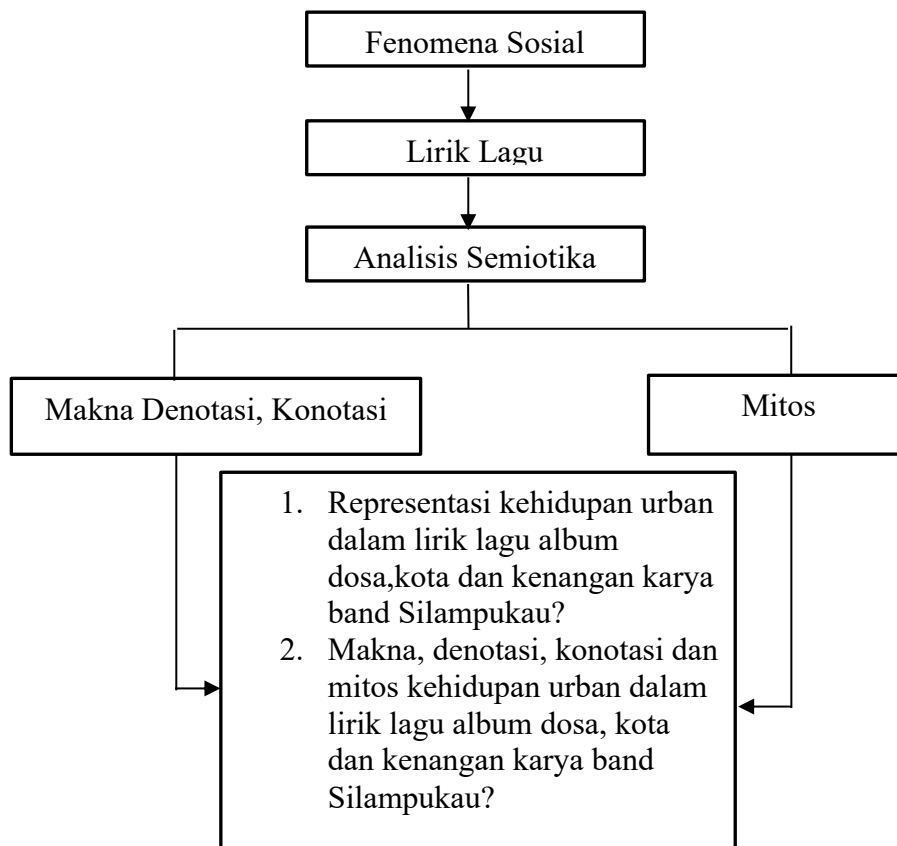 Fenomena Sosial
Lirik Lagu
Analisis Semiotika
Makna Denotasi, Konotasi
Mitos
1. Representasi kehidupan urban
dalam lirik lagu album
dosa,kota dan kenangan karya
band Silampukau?
2. Makna, denotasi, konotasi dan
mitos kehidupan urban dalam
lirik lagu album dosa, kota
dan kenangan karya band
Silampukau?